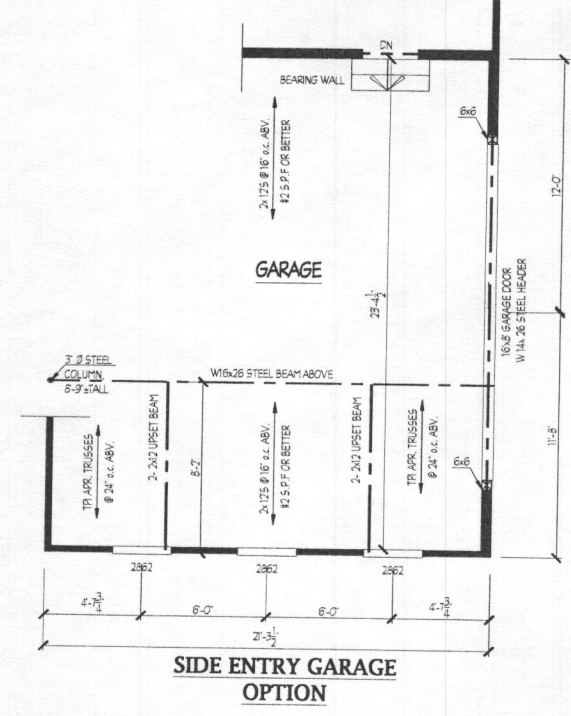 DN
BEARING WALL
6x6
2x 12'S @ 16" o.c. ABV.
#2 S.P.F OR BETTER
12'-0"
GARAGE
23'-4 1/2"
16'x8' GARAGE DOOR
W 14x 26 STEEL HEADER
3" Ø STEEL
COLUMN
8'-9"±TALL
W16x26 STEEL BEAM ABOVE
TPI APR. TRUSSES
@ 24" o.c. ABV.
2- 2x12 UPSET BEAM
8'-2"
2x 12'S @ 16" o.c. ABV.
#2 S.P.F OR BETTER
2- 2x12 UPSET BEAM
TPI APR. TRUSSES
@ 24" o.c. ABV.
6x6
11'-8"
2862
2862
2862
4'-7 3/4"
6'-0"
6'-0"
4'-7 3/4"
21'-3 1/2"
SIDE ENTRY GARAGE
OPTION